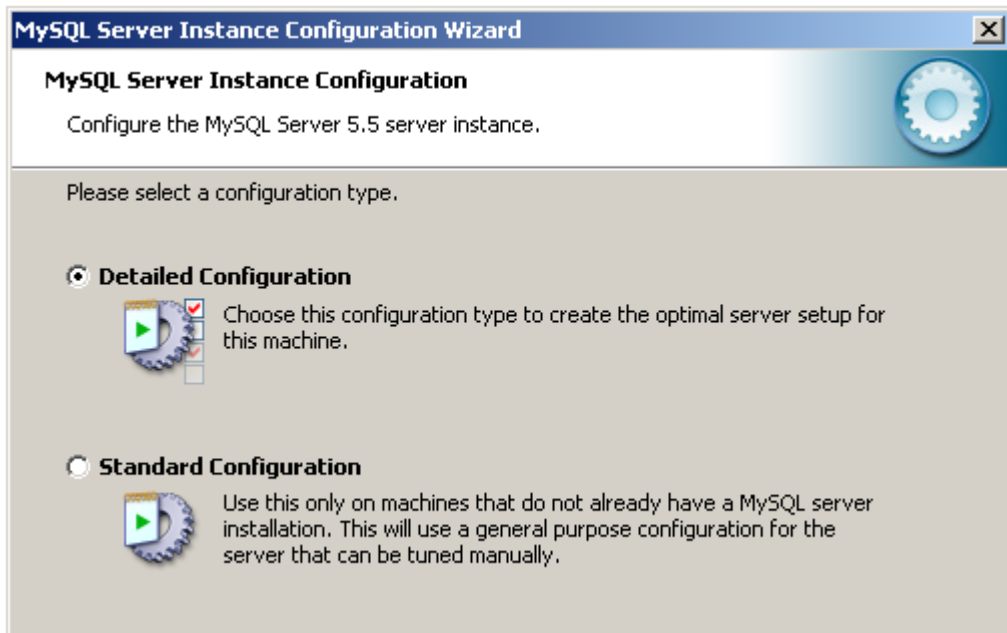 MySQL Server Instance Configuration Wizard
MySQL Server Instance Configuration
Configure the MySQL Server 5.5 server instance.
Please select a configuration type.
Detailed Configuration
Choose this configuration type to create the optimal server setup for
this machine.
Standard Configuration
Use this only on machines that do not already have a MySQL server
installation. This will use a general purpose configuration for the
server that can be tuned manually.